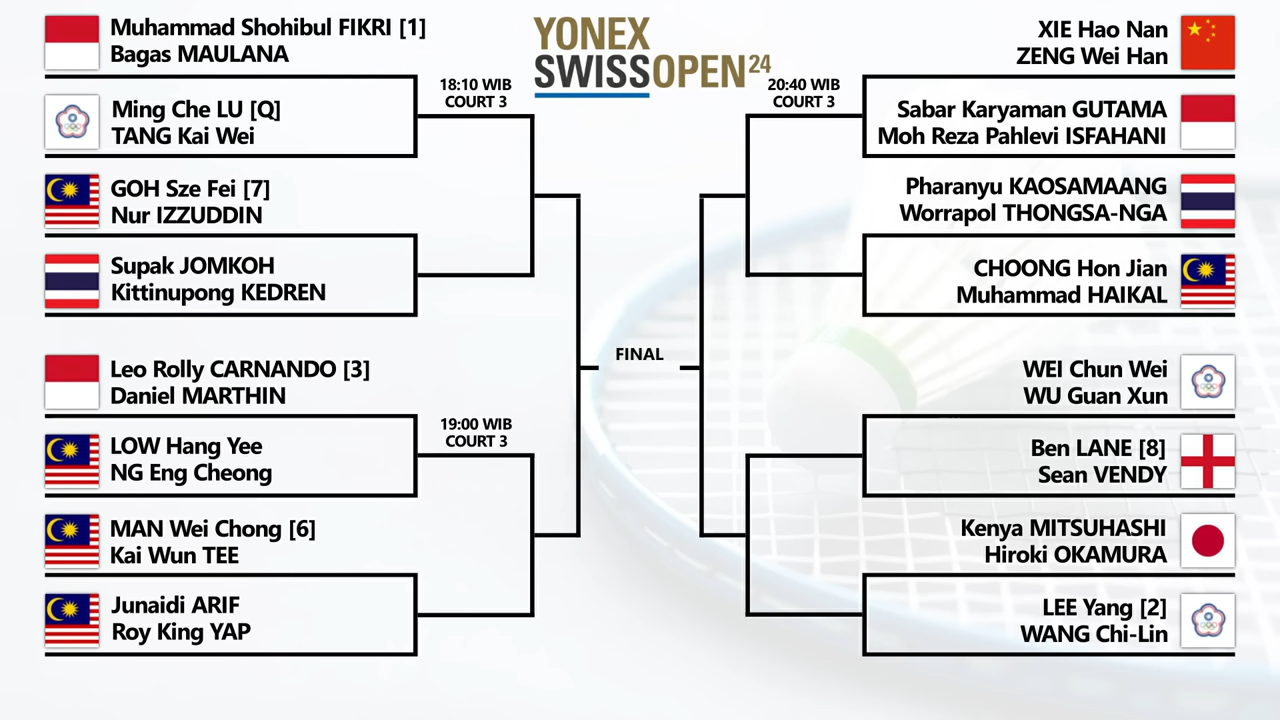 YONEX
SWISSOPEN24
Muhammad Shohibul FIKRI [1]
Bagas MAULANA
18:10 WIB
COURT 3
Ming Che LU [Q]
TANG Kai Wei
GOH Sze Fei [7]
Nur IZZUDDIN
Supak JOMKOH
Kittinupong KEDREN
Leo Rolly CARNANDO [3]
Daniel MARTHIN
19:00 WIB
COURT 3
LOW Hang Yee
NG Eng Cheong
MAN Wei Chong [6]
Kai Wun TEE
Junaidi ARIF
Roy King YAP
FINAL
XIE Hao Nan
ZENG Wei Han
20:40 WIB
COURT 3
Sabar Karyaman GUTAMA
Moh Reza Pahlevi ISFAHANI
Pharanyu KAOSAMAANG
Worrapol THONGSA-NGA
CHOONG Hon Jian
Muhammad HAIKAL
WEI Chun Wei
WU Guan Xun
Ben LANE [8]
Sean VENDY
Kenya MITSUHASHI
Hiroki OKAMURA
LEE Yang [2]
WANG Chi-Lin